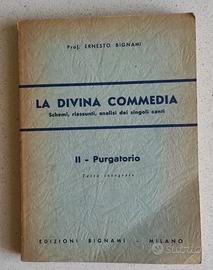 Prof. ERNESTO BIGNAMI
LA DIVINA COMMEDIA
Schemi, riassunti, analisi dei singoli canti
II - Purgatorio
Testo integrale
EDIZIONI BIGNAMI - MILANO
subito